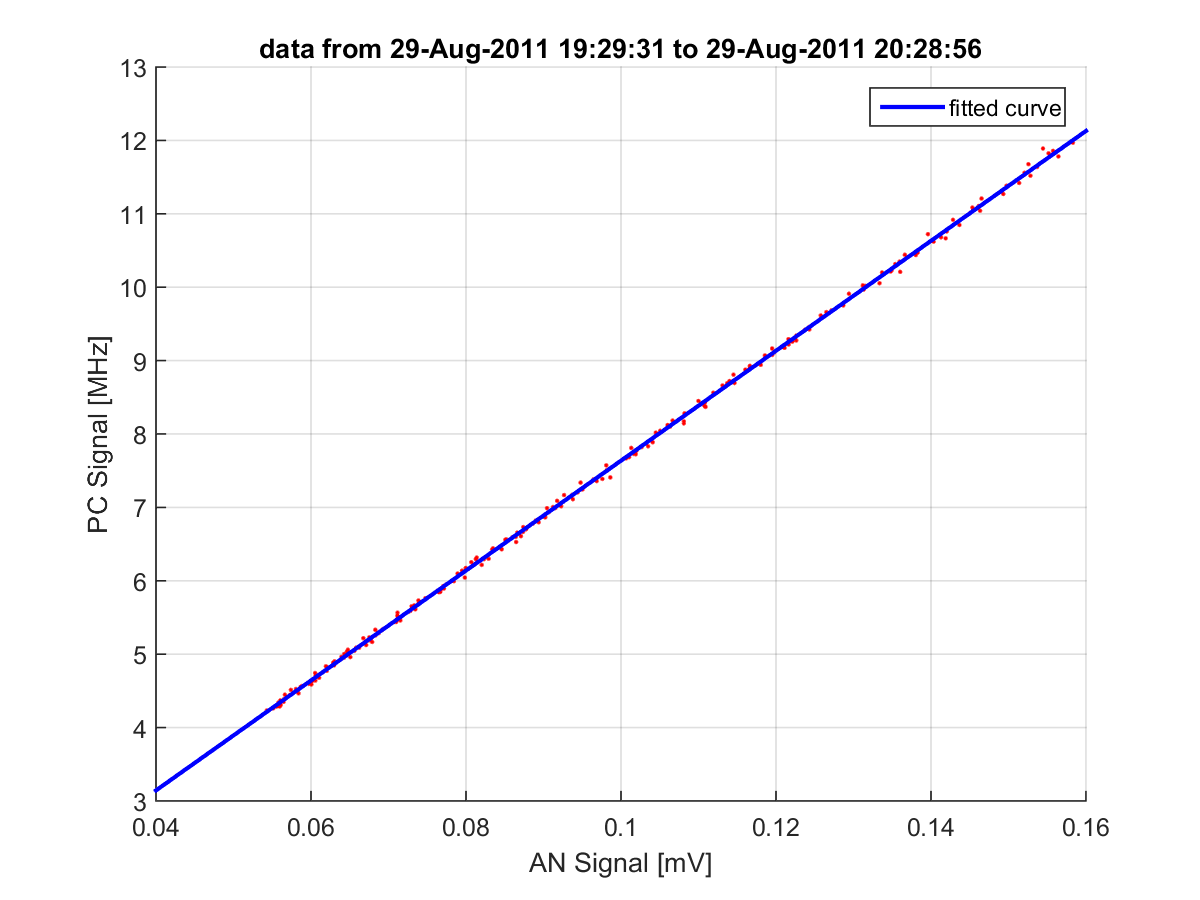 data from 29-Aug-2011 19:29:31 to 29-Aug-2011 20:28:56
fitted curve
13
12
11
10
9
8
7
6
5
4
3
PC Signal [MHz]
0.04 0.06 0.08 0.1 0.12 0.14 0.16
AN Signal [mV]